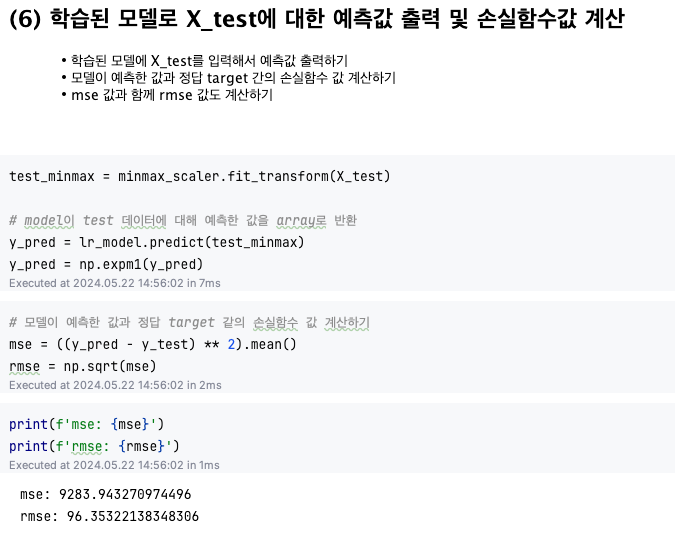 (6) 학습된 모델로 X_test에 대한 예측값 출력 및 손실함수값 계산
• 학습된 모델에 X_test를 입력해서 예측값 출력하기
• 모델이 예측한 값과 정답 target 간의 손실함수 값 계산하기
• mse 값과 함께 rmse 값도 계산하기
test_minmax = minmax_scaler.fit_transform(X_test)
# model이 test 데이터에 대해 예측한 값을 array로 반환
y_pred = lr_model.predict(test_minmax)
y_pred = np.expm1(y_pred)
Executed at 2024.05.22 14:56:02 in 7ms
# 모델이 예측한 값과 정답 target 같의 손실함수 값 계산하기
mse = ((y_pred - y_test) ** 2).mean()
rmse = np.sqrt(mse)
Executed at 2024.05.22 14:56:02 in 2ms
print(f'mse: {mse}')
print(f'rmse: {rmse}')
Executed at 2024.05.22 14:56:02 in 1ms
mse: 9283.943270974496
rmse: 96.35322138348306